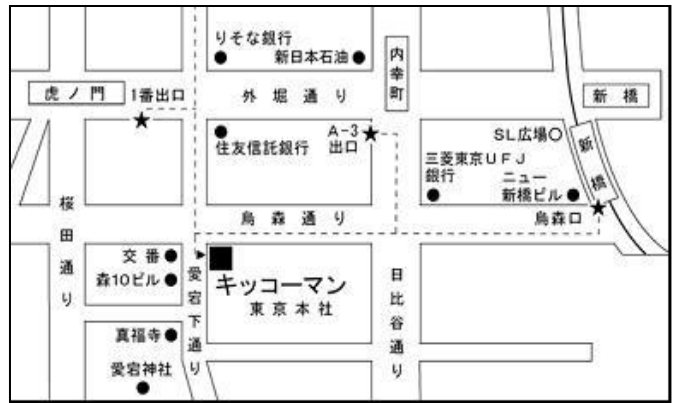 りそな銀行
新日本石油
内幸町
虎ノ門
1番出口
外堀通り
新橋
住友信託銀行
A-3
出口
SL広場
新橋
三菱東京UFJ
銀行
ニュー
新橋ビル
烏森通り
烏森口
桜田通り
交番
森10ビル
愛宕下通り
キッコーマン
東京本社
日比谷通り
真福寺
愛宕神社